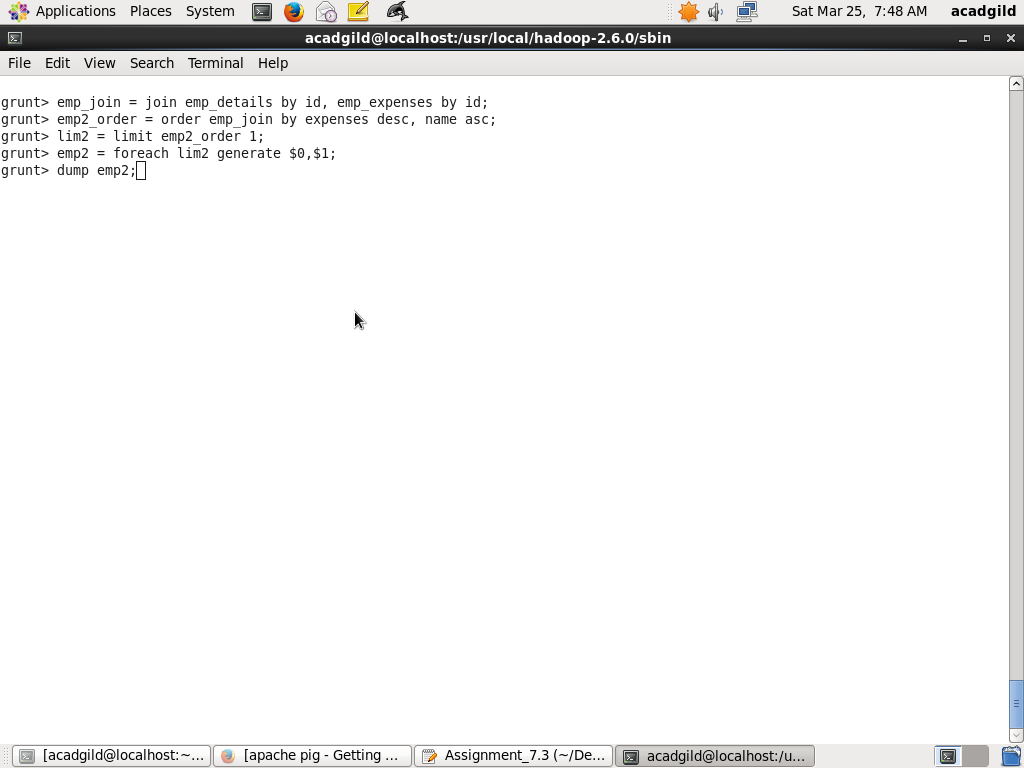 Applications Places System Sat Mar 25, 7:48 AM acadgild
acadgild@localhost:/usr/local/hadoop-2.6.0/sbin
File Edit View Search Terminal Help
grunt> emp_join = join emp_details by id, emp_expenses by id;
grunt> emp2_order = order emp_join by expenses desc, name asc;
grunt> lim2 = limit emp2_order 1;
grunt> emp2 = foreach lim2 generate $0,$1;
grunt> dump emp2;
[acadgild@localhost:~... [apache pig - Getting ... Assignment_7.3 (~/De... acadgild@localhost:/u...